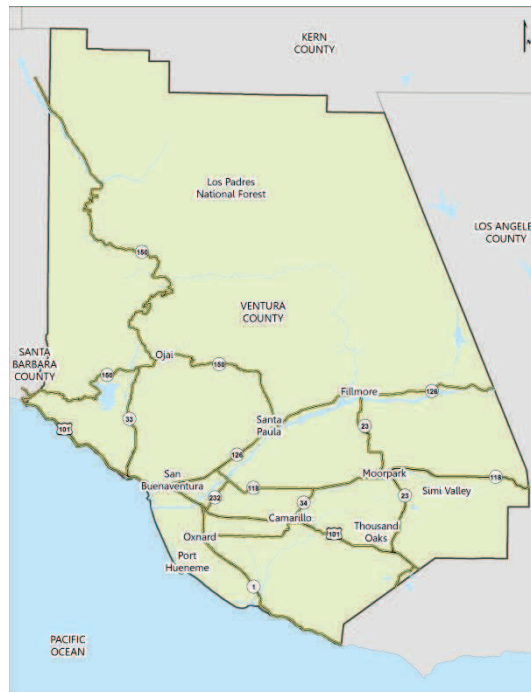 KERN
COUNTY
N
Los Padres
National Forest
LOS ANGELE
COUNTY
150
VENTURA
COUNTY
SANTA
BARBARA
COUNTY
Ojai
150
150
Fillmore
126
101
33
Santa
Paula
23
126
San
Buenaventura
Moorpark
118
118
232
34
23
Simi Valley
Camarillo
Thousand
Oaks
101
Oxnard
Port
Hueneme
1
PACIFIC
OCEAN